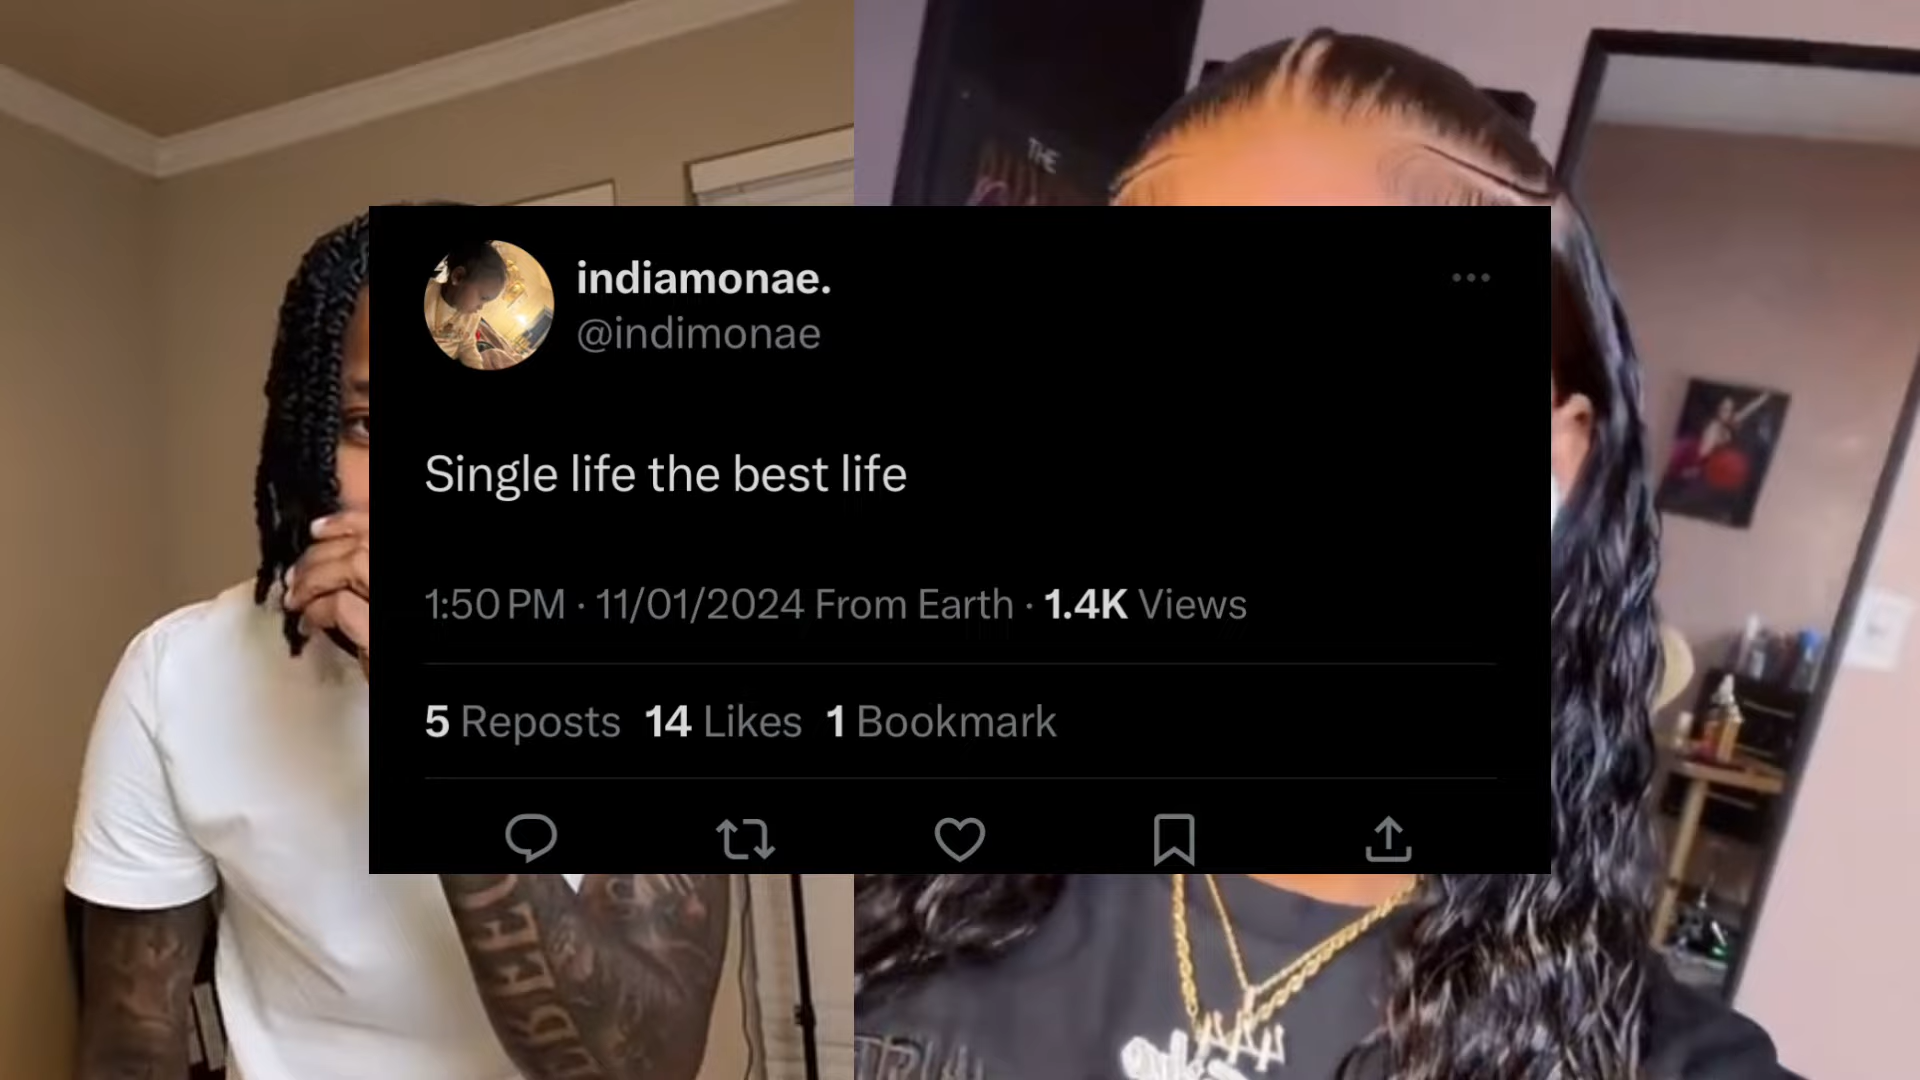 THE
indiamonae.
@indimonae
Single life the best life
1:50 PM · 11/01/2024 From Earth · 1.4K Views
5 Reposts 14 Likes 1 Bookmark